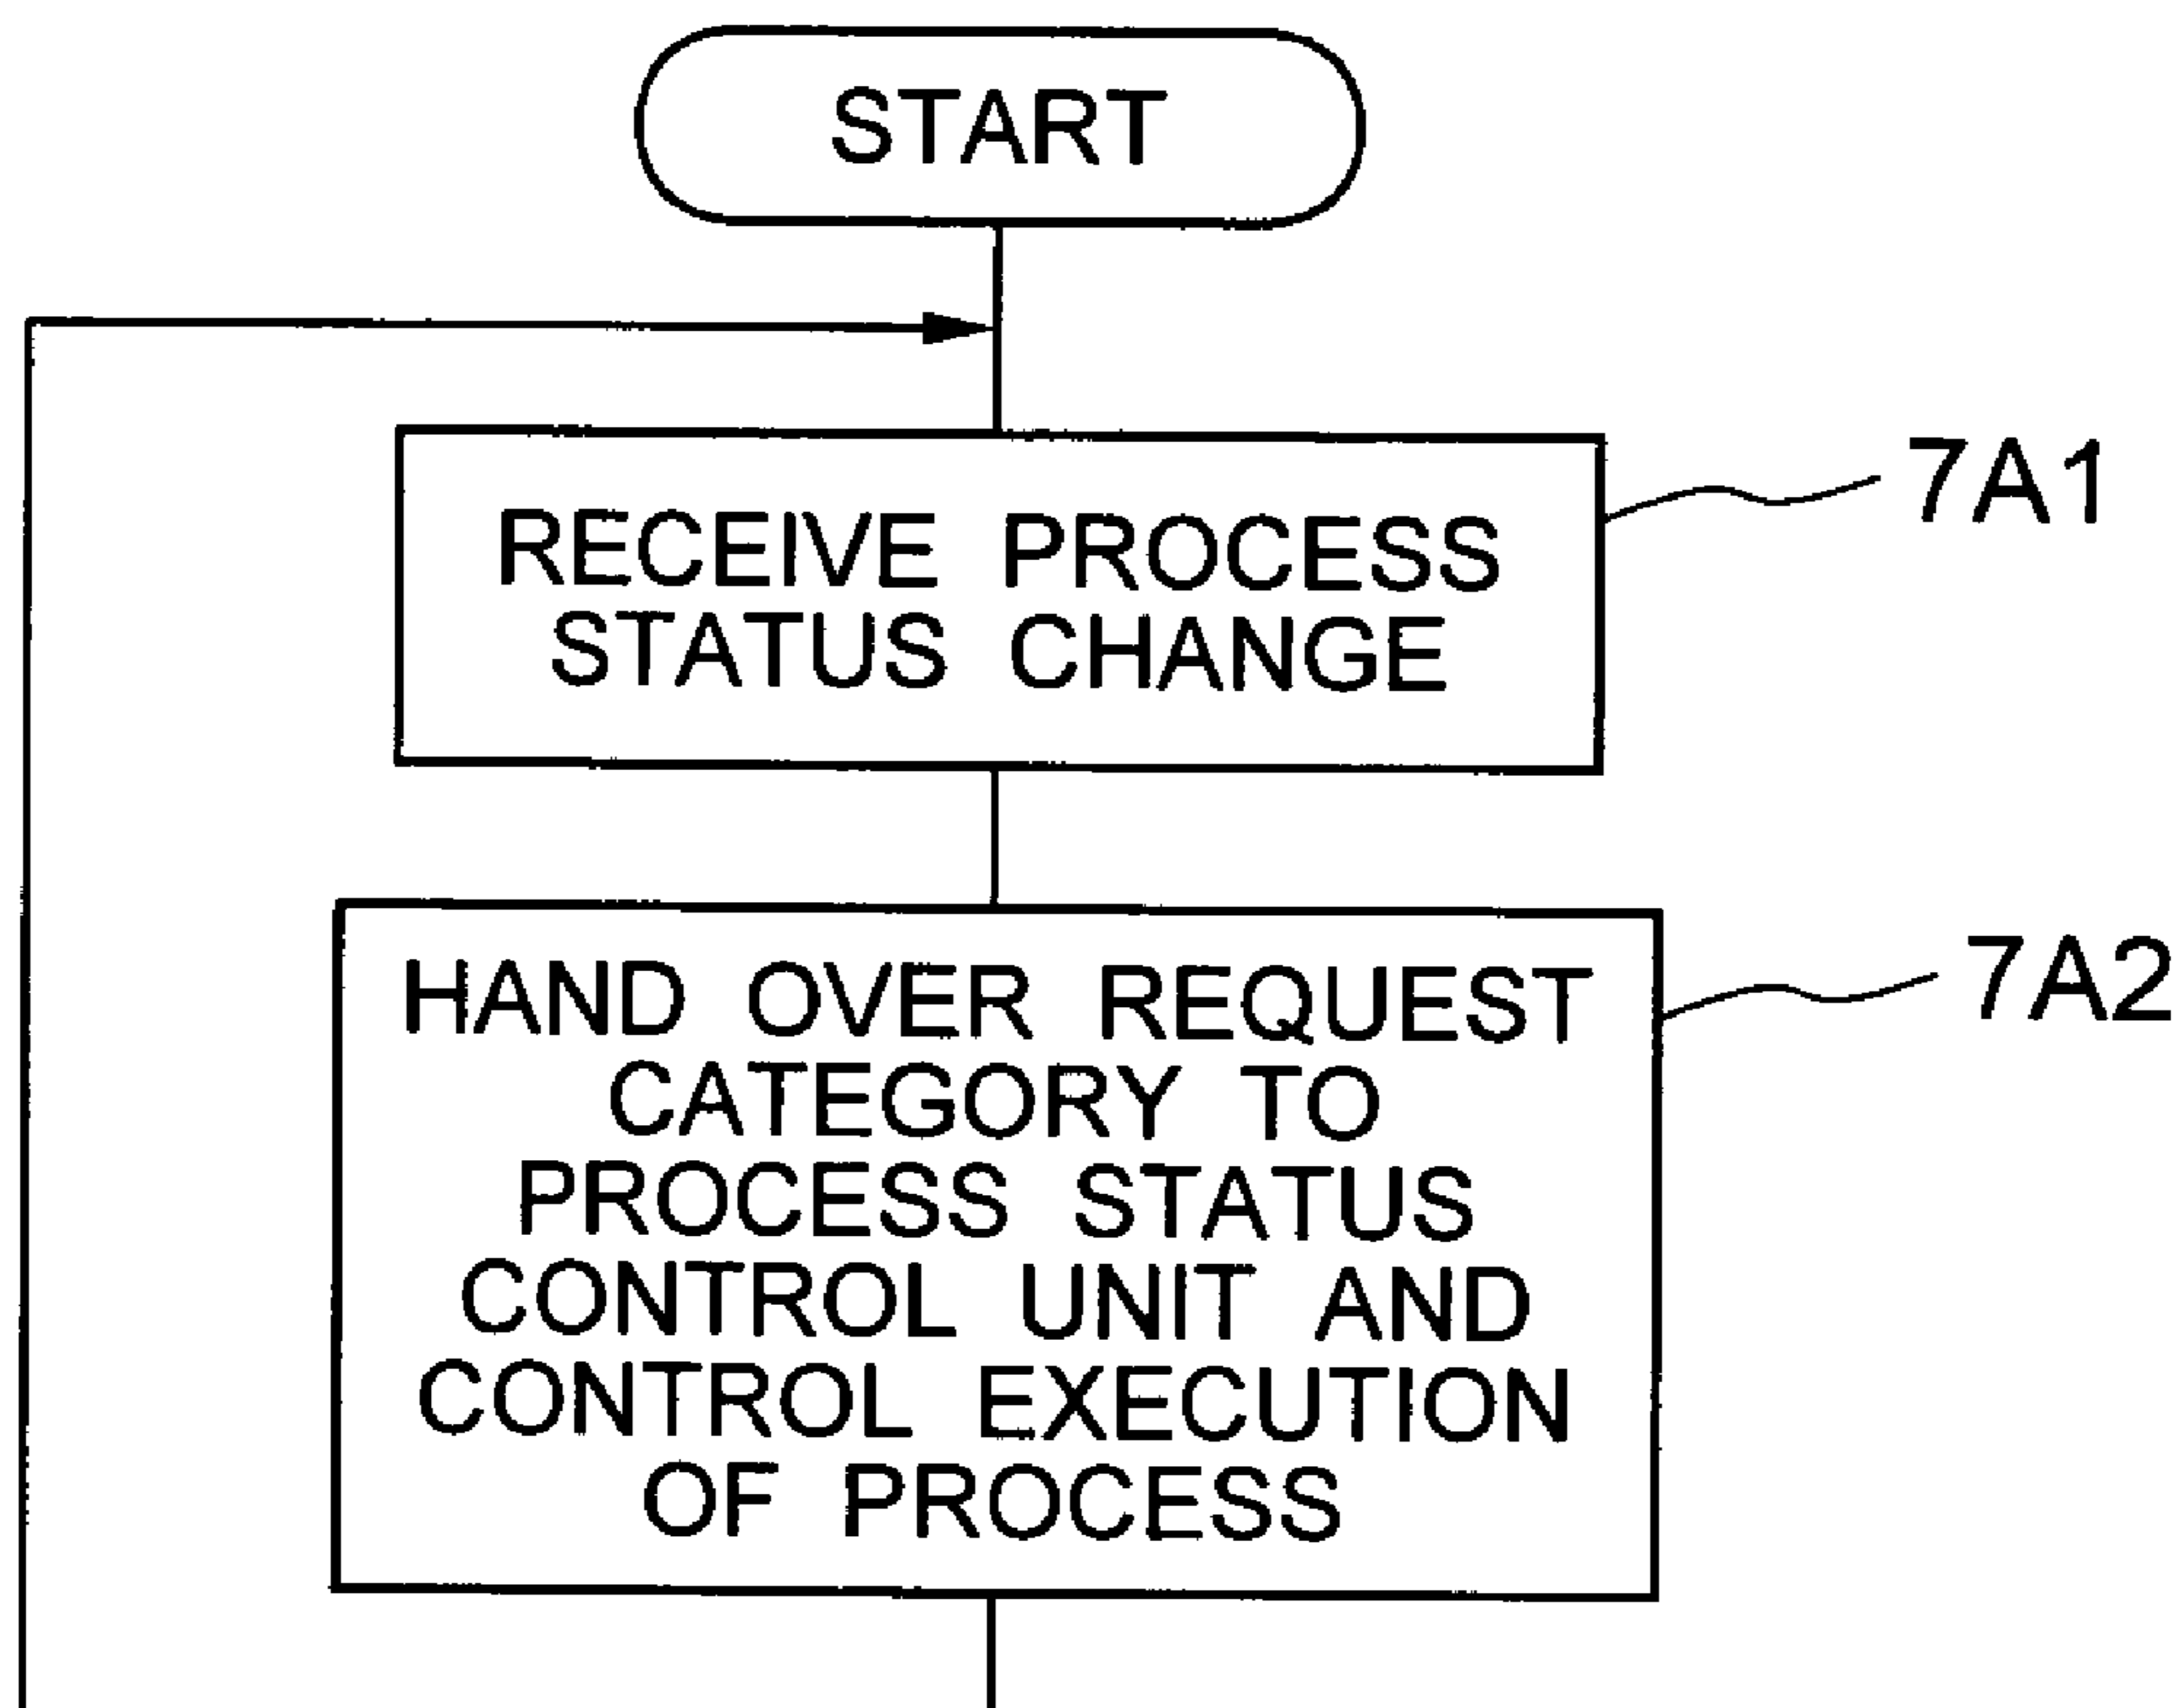 START
RECEIVE PROCESS
STATUS CHANGE
7A1
HAND OVER REQUEST
CATEGORY TO
PROCESS STATUS
CONTROL UNIT AND
CONTROL EXECUTION
OF PROCESS
7A2